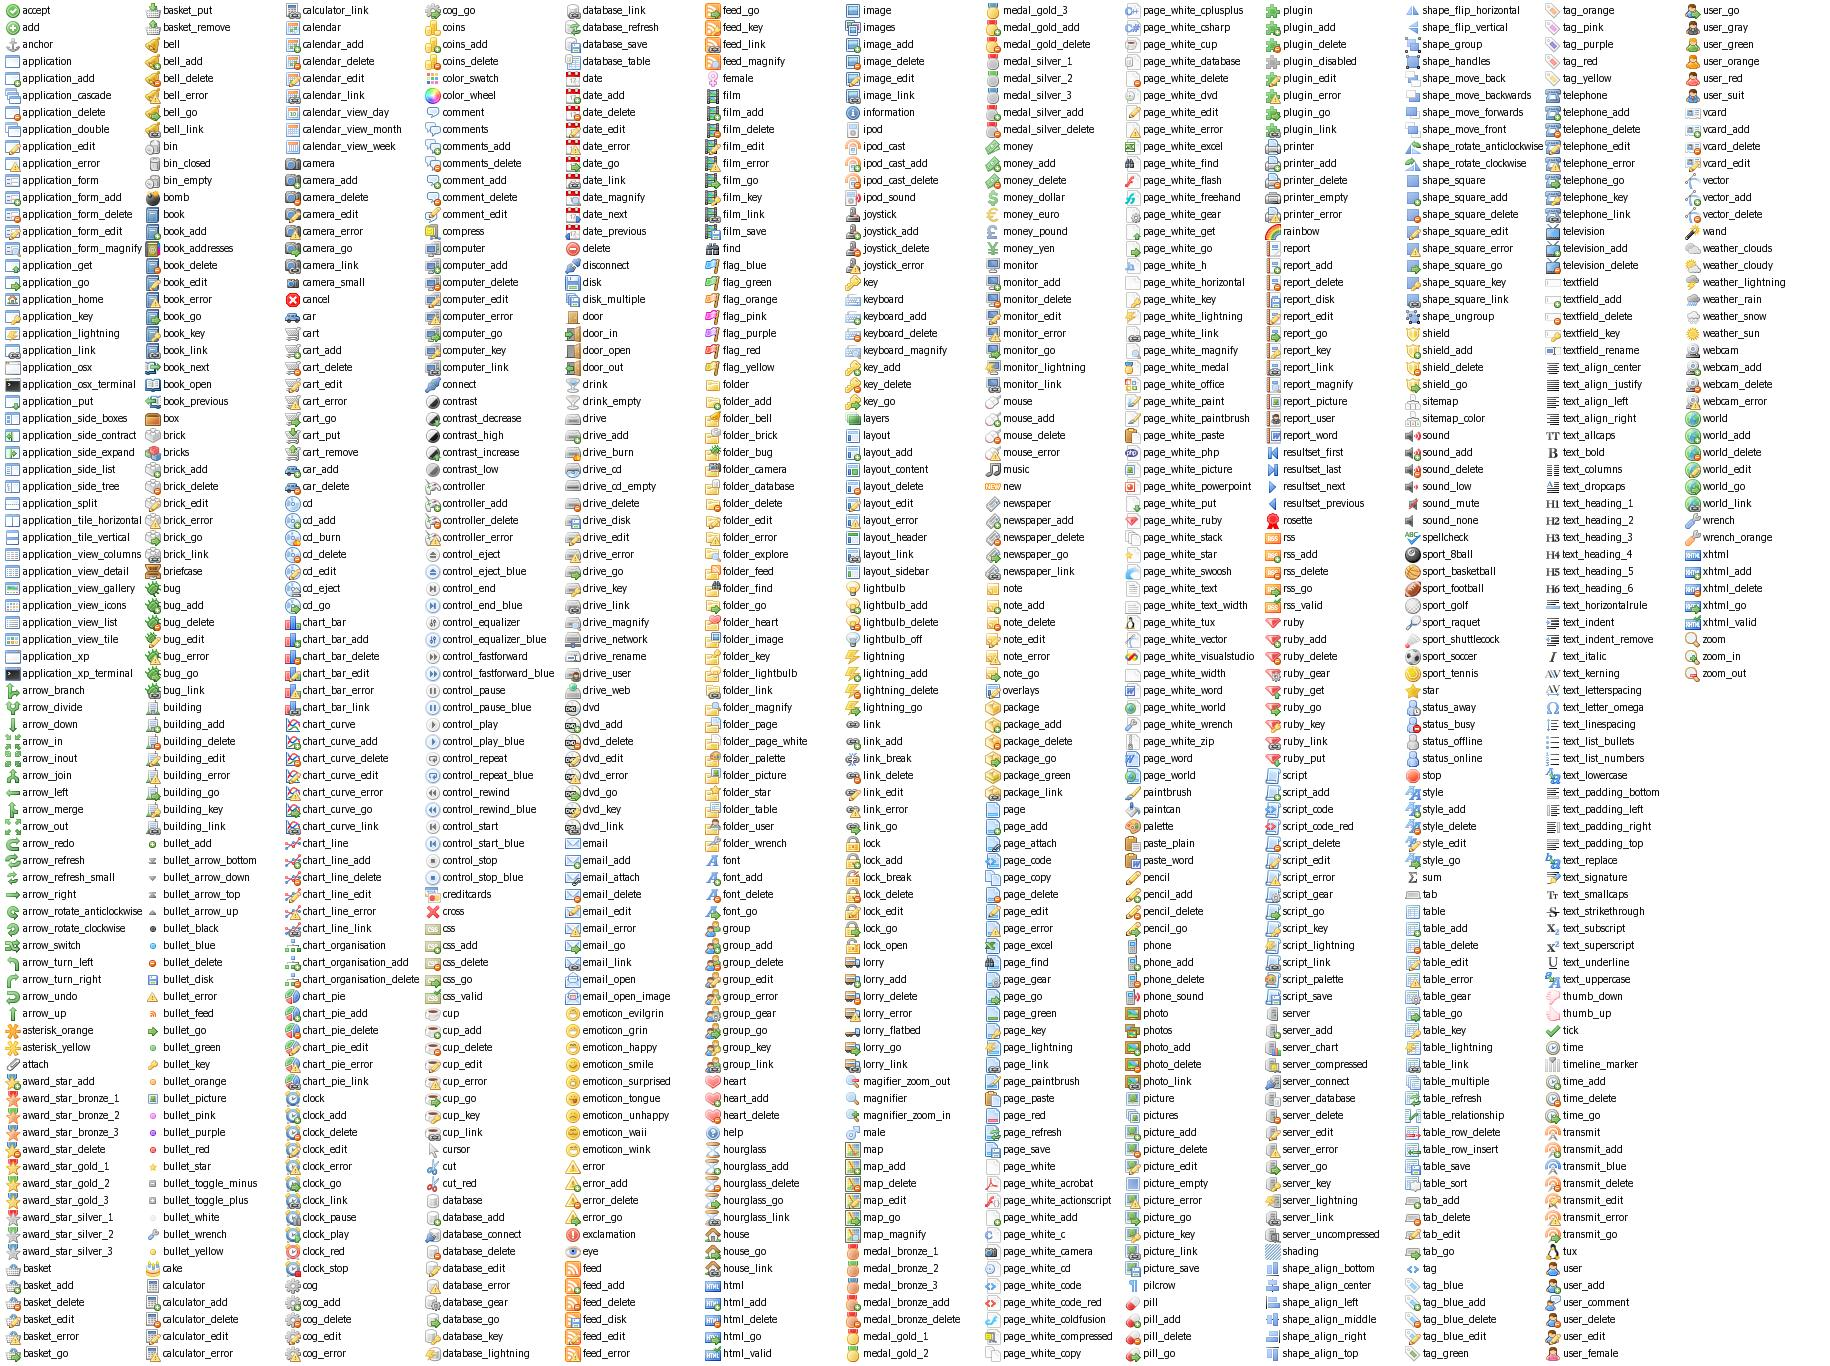 accept
add
anchor
application
application_add
application_cascade
application_delete
application_double
application_edit
application_error
application_form
application_form_add
application_form_delete
application_form_edit
application_form_magnify
application_get
application_go
application_home
application_key
application_lightning
application_link
application_osx
application_osx_terminal
application_put
application_side_boxes
application_side_contract
application_side_expand
application_side_list
application_side_tree
application_split
application_tile_horizontal
application_tile_vertical
application_view_columns
application_view_detail
application_view_gallery
application_view_icons
application_view_list
application_view_tile
application_xp
application_xp_terminal
arrow_branch
arrow_divide
arrow_down
arrow_in
arrow_inout
arrow_join
arrow_left
arrow_merge
arrow_out
arrow_redo
arrow_refresh
arrow_refresh_small
arrow_right
arrow_rotate_anticlockwise
arrow_rotate_clockwise
arrow_switch
arrow_turn_left
arrow_turn_right
arrow_undo
arrow_up
asterisk_orange
asterisk_yellow
attach
award_star_add
award_star_bronze_1
award_star_bronze_2
award_star_bronze_3
award_star_delete
award_star_gold_1
award_star_gold_2
award_star_gold_3
award_star_silver_1
award_star_silver_2
award_star_silver_3
basket
basket_add
basket_delete
basket_edit
basket_error
basket_go
basket_put
basket_remove
bell
bell_add
bell_delete
bell_error
bell_go
bell_link
bin
bin_closed
bin_empty
bomb
book
book_add
book_addresses
book_delete
book_edit
book_error
book_go
book_key
book_link
book_next
book_open
book_previous
box
brick
bricks
brick_add
brick_delete
brick_edit
brick_error
brick_go
brick_link
briefcase
bug
bug_add
bug_delete
bug_edit
bug_error
bug_go
bug_link
building
building_add
building_delete
building_edit
building_error
building_go
building_key
building_link
bullet_add
bullet_arrow_bottom
bullet_arrow_down
bullet_arrow_top
bullet_arrow_up
bullet_black
bullet_blue
bullet_delete
bullet_disk
bullet_error
bullet_feed
bullet_go
bullet_green
bullet_key
bullet_orange
bullet_picture
bullet_pink
bullet_purple
bullet_red
bullet_star
bullet_toggle_minus
bullet_toggle_plus
bullet_white
bullet_wrench
bullet_yellow
cake
calculator
calculator_add
calculator_delete
calculator_edit
calculator_error
calculator_link
calendar
calendar_add
calendar_delete
calendar_edit
calendar_link
calendar_view_day
calendar_view_month
calendar_view_week
camera
camera_add
camera_delete
camera_edit
camera_error
camera_go
camera_link
camera_small
cancel
car
cart
cart_add
cart_delete
cart_edit
cart_error
cart_go
cart_put
cart_remove
car_add
car_delete
cd
cd_add
cd_burn
cd_delete
cd_edit
cd_eject
cd_go
chart_bar
chart_bar_add
chart_bar_delete
chart_bar_edit
chart_bar_error
chart_bar_link
chart_curve
chart_curve_add
chart_curve_delete
chart_curve_edit
chart_curve_error
chart_curve_go
chart_curve_link
chart_line
chart_line_add
chart_line_delete
chart_line_edit
chart_line_error
chart_line_link
chart_organisation
chart_organisation_add
chart_organisation_delete
chart_pie
chart_pie_add
chart_pie_delete
chart_pie_edit
chart_pie_error
chart_pie_link
clock
clock_add
clock_delete
clock_edit
clock_error
clock_go
clock_link
clock_pause
clock_play
clock_red
clock_stop
cog
cog_add
cog_delete
cog_edit
cog_error
cog_go
coins
coins_add
coins_delete
color_swatch
color_wheel
comment
comments
comments_add
comments_delete
comment_add
comment_delete
comment_edit
compress
computer
computer_add
computer_delete
computer_edit
computer_error
computer_go
computer_key
computer_link
connect
contrast
contrast_decrease
contrast_high
contrast_increase
contrast_low
controller
controller_add
controller_delete
controller_error
control_eject
control_eject_blue
control_end
control_end_blue
control_equalizer
control_equalizer_blue
control_fastforward
control_fastforward_blue
control_pause
control_pause_blue
control_play
control_play_blue
control_repeat
control_repeat_blue
control_rewind
control_rewind_blue
control_start
control_start_blue
control_stop
control_stop_blue
creditcards
cross
css
css_add
css_delete
css_go
css_valid
cup
cup_add
cup_delete
cup_edit
cup_error
cup_go
cup_key
cup_link
cursor
cut
cut_red
database
database_add
database_connect
database_delete
database_edit
database_error
database_gear
database_go
database_key
database_lightning
database_link
database_refresh
database_save
database_table
date
date_add
date_delete
date_edit
date_error
date_go
date_link
date_magnify
date_next
date_previous
delete
disconnect
disk
disk_multiple
door
door_in
door_open
door_out
drink
drink_empty
drive
drive_add
drive_burn
drive_cd
drive_cd_empty
drive_delete
drive_disk
drive_edit
drive_error
drive_go
drive_key
drive_link
drive_magnify
drive_network
drive_rename
drive_user
drive_web
dvd
dvd_add
dvd_delete
dvd_edit
dvd_error
dvd_go
dvd_key
dvd_link
email
email_add
email_attach
email_delete
email_edit
email_error
email_go
email_link
email_open
email_open_image
emoticon_evilgrin
emoticon_grin
emoticon_happy
emoticon_smile
emoticon_surprised
emoticon_tongue
emoticon_unhappy
emoticon_waii
emoticon_wink
error
error_add
error_delete
error_go
exclamation
eye
feed
feed_add
feed_delete
feed_disk
feed_edit
feed_error
feed_go
feed_key
feed_link
feed_magnify
female
film
film_add
film_delete
film_edit
film_error
film_go
film_key
film_link
film_save
find
flag_blue
flag_green
flag_orange
flag_pink
flag_purple
flag_red
flag_yellow
folder
folder_add
folder_bell
folder_brick
folder_bug
folder_camera
folder_database
folder_delete
folder_edit
folder_error
folder_explore
folder_feed
folder_find
folder_go
folder_heart
folder_image
folder_key
folder_lightbulb
folder_link
folder_magnify
folder_page
folder_page_white
folder_palette
folder_picture
folder_star
folder_table
folder_user
folder_wrench
font
font_add
font_delete
font_go
group
group_add
group_delete
group_edit
group_error
group_gear
group_go
group_key
group_link
heart
heart_add
heart_delete
help
hourglass
hourglass_add
hourglass_delete
hourglass_go
hourglass_link
house
house_go
house_link
html
html_add
html_delete
html_go
html_valid
image
images
image_add
image_delete
image_edit
image_link
information
ipod
ipod_cast
ipod_cast_add
ipod_cast_delete
ipod_sound
joystick
joystick_add
joystick_delete
joystick_error
key
keyboard
keyboard_add
keyboard_delete
keyboard_magnify
key_add
key_delete
key_go
layers
layout
layout_add
layout_content
layout_delete
layout_edit
layout_error
layout_header
layout_link
layout_sidebar
lightbulb
lightbulb_add
lightbulb_delete
lightbulb_off
lightning
lightning_add
lightning_delete
lightning_go
link
link_add
link_break
link_delete
link_edit
link_error
link_go
lock
lock_add
lock_break
lock_delete
lock_edit
lock_go
lock_open
lorry
lorry_add
lorry_delete
lorry_error
lorry_flatbed
lorry_go
lorry_link
magifier_zoom_out
magnifier
magnifier_zoom_in
male
map
map_add
map_delete
map_edit
map_go
map_magnify
medal_bronze_1
medal_bronze_2
medal_bronze_3
medal_bronze_add
medal_bronze_delete
medal_gold_1
medal_gold_2
medal_gold_3
medal_gold_add
medal_gold_delete
medal_silver_1
medal_silver_2
medal_silver_3
medal_silver_add
medal_silver_delete
money
money_add
money_delete
money_dollar
money_euro
money_pound
money_yen
monitor
monitor_add
monitor_delete
monitor_edit
monitor_error
monitor_go
monitor_lightning
monitor_link
mouse
mouse_add
mouse_delete
mouse_error
music
new
newspaper
newspaper_add
newspaper_delete
newspaper_go
newspaper_link
note
note_add
note_delete
note_edit
note_error
note_go
overlays
package
package_add
package_delete
package_go
package_green
package_link
page
page_add
page_attach
page_code
page_copy
page_delete
page_edit
page_error
page_excel
page_find
page_gear
page_go
page_green
page_key
page_lightning
page_link
page_paintbrush
page_paste
page_red
page_refresh
page_save
page_white
page_white_acrobat
page_white_actionscript
page_white_add
page_white_c
page_white_camera
page_white_cd
page_white_code
page_white_code_red
page_white_coldfusion
page_white_compressed
page_white_copy
page_white_cplusplus
page_white_csharp
page_white_cup
page_white_database
page_white_delete
page_white_dvd
page_white_edit
page_white_error
page_white_excel
page_white_find
page_white_flash
page_white_freehand
page_white_gear
page_white_get
page_white_go
page_white_h
page_white_horizontal
page_white_key
page_white_lightning
page_white_link
page_white_magnify
page_white_medal
page_white_office
page_white_paint
page_white_paintbrush
page_white_paste
page_white_php
page_white_picture
page_white_powerpoint
page_white_put
page_white_ruby
page_white_stack
page_white_star
page_white_swoosh
page_white_text
page_white_text_width
page_white_tux
page_white_vector
page_white_visualstudio
page_white_width
page_white_word
page_white_world
page_white_wrench
page_white_zip
page_word
page_world
paintbrush
paintcan
palette
paste_plain
paste_word
pencil
pencil_add
pencil_delete
pencil_go
phone
phone_add
phone_delete
phone_sound
photo
photos
photo_add
photo_delete
photo_link
picture
pictures
picture_add
picture_delete
picture_edit
picture_empty
picture_error
picture_go
picture_key
picture_link
picture_save
pilcrow
pill
pill_add
pill_delete
pill_go
plugin
plugin_add
plugin_delete
plugin_disabled
plugin_edit
plugin_error
plugin_go
plugin_link
printer
printer_add
printer_delete
printer_empty
printer_error
rainbow
report
report_add
report_delete
report_disk
report_edit
report_go
report_key
report_link
report_magnify
report_picture
report_user
report_word
resultset_first
resultset_last
resultset_next
resultset_previous
rosette
rss
rss_add
rss_delete
rss_go
rss_valid
ruby
ruby_add
ruby_delete
ruby_gear
ruby_get
ruby_go
ruby_key
ruby_link
ruby_put
script
script_add
script_code
script_code_red
script_delete
script_edit
script_error
script_gear
script_go
script_key
script_lightning
script_link
script_palette
script_save
server
server_add
server_chart
server_compressed
server_connect
server_database
server_delete
server_edit
server_error
server_go
server_key
server_lightning
server_link
server_uncompressed
shading
shape_align_bottom
shape_align_center
shape_align_left
shape_align_middle
shape_align_right
shape_align_top
shape_flip_horizontal
shape_flip_vertical
shape_group
shape_handles
shape_move_back
shape_move_backwards
shape_move_forwards
shape_move_front
shape_rotate_anticlockwise
shape_rotate_clockwise
shape_square
shape_square_add
shape_square_delete
shape_square_edit
shape_square_error
shape_square_go
shape_square_key
shape_square_link
shape_ungroup
shield
shield_add
shield_delete
shield_go
sitemap
sitemap_color
sound
sound_add
sound_delete
sound_low
sound_mute
sound_none
spellcheck
sport_8ball
sport_basketball
sport_football
sport_golf
sport_raquet
sport_shuttlecock
sport_soccer
sport_tennis
star
status_away
status_busy
status_offline
status_online
stop
style
style_add
style_delete
style_edit
style_go
sum
tab
table
table_add
table_delete
table_edit
table_error
table_gear
table_go
table_key
table_lightning
table_link
table_multiple
table_refresh
table_relationship
table_row_delete
table_row_insert
table_save
table_sort
tab_add
tab_delete
tab_edit
tab_go
tag
tag_blue
tag_blue_add
tag_blue_delete
tag_blue_edit
tag_green
tag_orange
tag_pink
tag_purple
tag_red
tag_yellow
telephone
telephone_add
telephone_delete
telephone_edit
telephone_error
telephone_go
telephone_key
telephone_link
television
television_add
television_delete
textfield
textfield_add
textfield_delete
textfield_key
textfield_rename
text_align_center
text_align_justify
text_align_left
text_align_right
text_allcaps
text_bold
text_columns
text_dropcaps
text_heading_1
text_heading_2
text_heading_3
text_heading_4
text_heading_5
text_heading_6
text_horizontalrule
text_indent
text_indent_remove
text_italic
text_kerning
text_letterspacing
text_letter_omega
text_linespacing
text_list_bullets
text_list_numbers
text_lowercase
text_padding_bottom
text_padding_left
text_padding_right
text_padding_top
text_replace
text_signature
text_smallcaps
text_strikethrough
text_subscript
text_superscript
text_underline
text_uppercase
thumb_down
thumb_up
tick
time
timeline_marker
time_add
time_delete
time_go
transmit
transmit_add
transmit_blue
transmit_delete
transmit_edit
transmit_error
transmit_go
tux
user
user_add
user_comment
user_delete
user_edit
user_female
user_go
user_gray
user_green
user_orange
user_red
user_suit
vcard
vcard_add
vcard_delete
vcard_edit
vector
vector_add
vector_delete
wand
weather_clouds
weather_cloudy
weather_lightning
weather_rain
weather_snow
weather_sun
webcam
webcam_add
webcam_delete
webcam_error
world
world_add
world_delete
world_edit
world_go
world_link
wrench
wrench_orange
xhtml
xhtml_add
xhtml_delete
xhtml_go
xhtml_valid
zoom
zoom_in
zoom_out